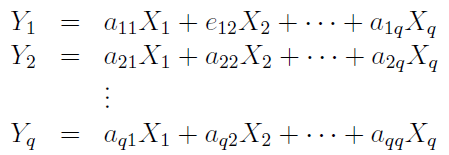 Y₁ = a₁₁X₁ + e₁₂X₂ + ⋯ + a₁qXq
Y₂ = a₂₁X₁ + a₂₂X₂ + ⋯ + a₂qXq
⋮
Yq = aq₁X₁ + aq₂X₂ + ⋯ + aqqXq